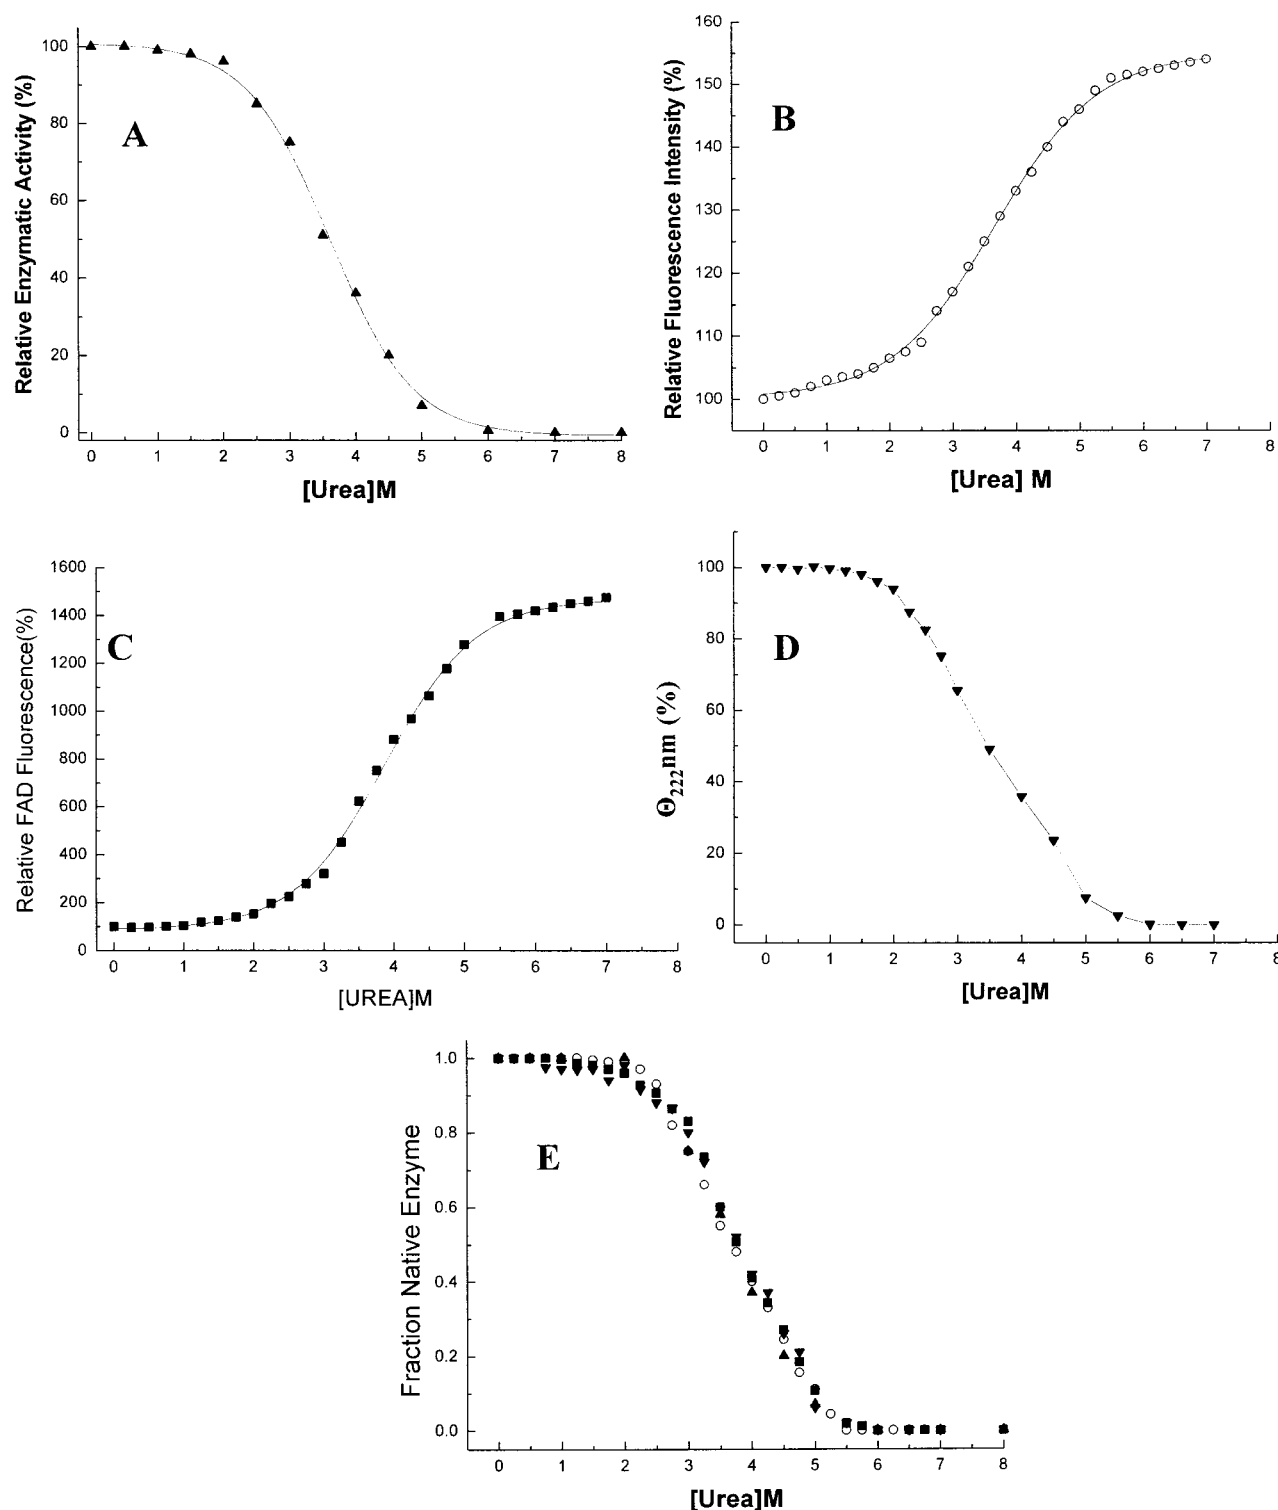 A
Relative Enzymatic Activity (%)
100
80
60
40
20
0
0 1 2 3 4 5 6 7 8
[Urea]M
B
Relative Fluorescence Intensity (%)
160
150
140
130
120
110
100
0 1 2 3 4 5 6 7 8
[Urea] M
C
Relative FAD Fluorescence(%)
1600
1400
1200
1000
800
600
400
200
0
0 1 2 3 4 5 6 7 8
[UREA]M
D
Θ222nm (%)
100
80
60
40
20
0
0 1 2 3 4 5 6 7 8
[Urea]M
E
Fraction Native Enzyme
1.0
0.8
0.6
0.4
0.2
0.0
0 1 2 3 4 5 6 7 8
[Urea]M